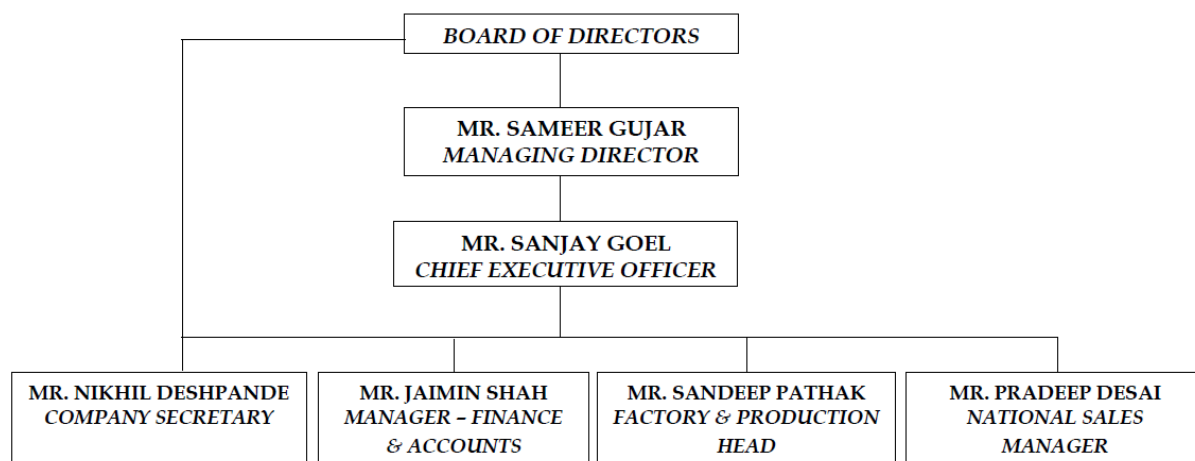 BOARD OF DIRECTORS
MR. SAMEER GUJAR
MANAGING DIRECTOR
MR. SANJAY GOEL
CHIEF EXECUTIVE OFFICER
MR. NIKHIL DESHPANDE
COMPANY SECRETARY
MR. JAIMIN SHAH
MANAGER – FINANCE
& ACCOUNTS
MR. SANDEEP PATHAK
FACTORY & PRODUCTION
HEAD
MR. PRADEEP DESAI
NATIONAL SALES
MANAGER